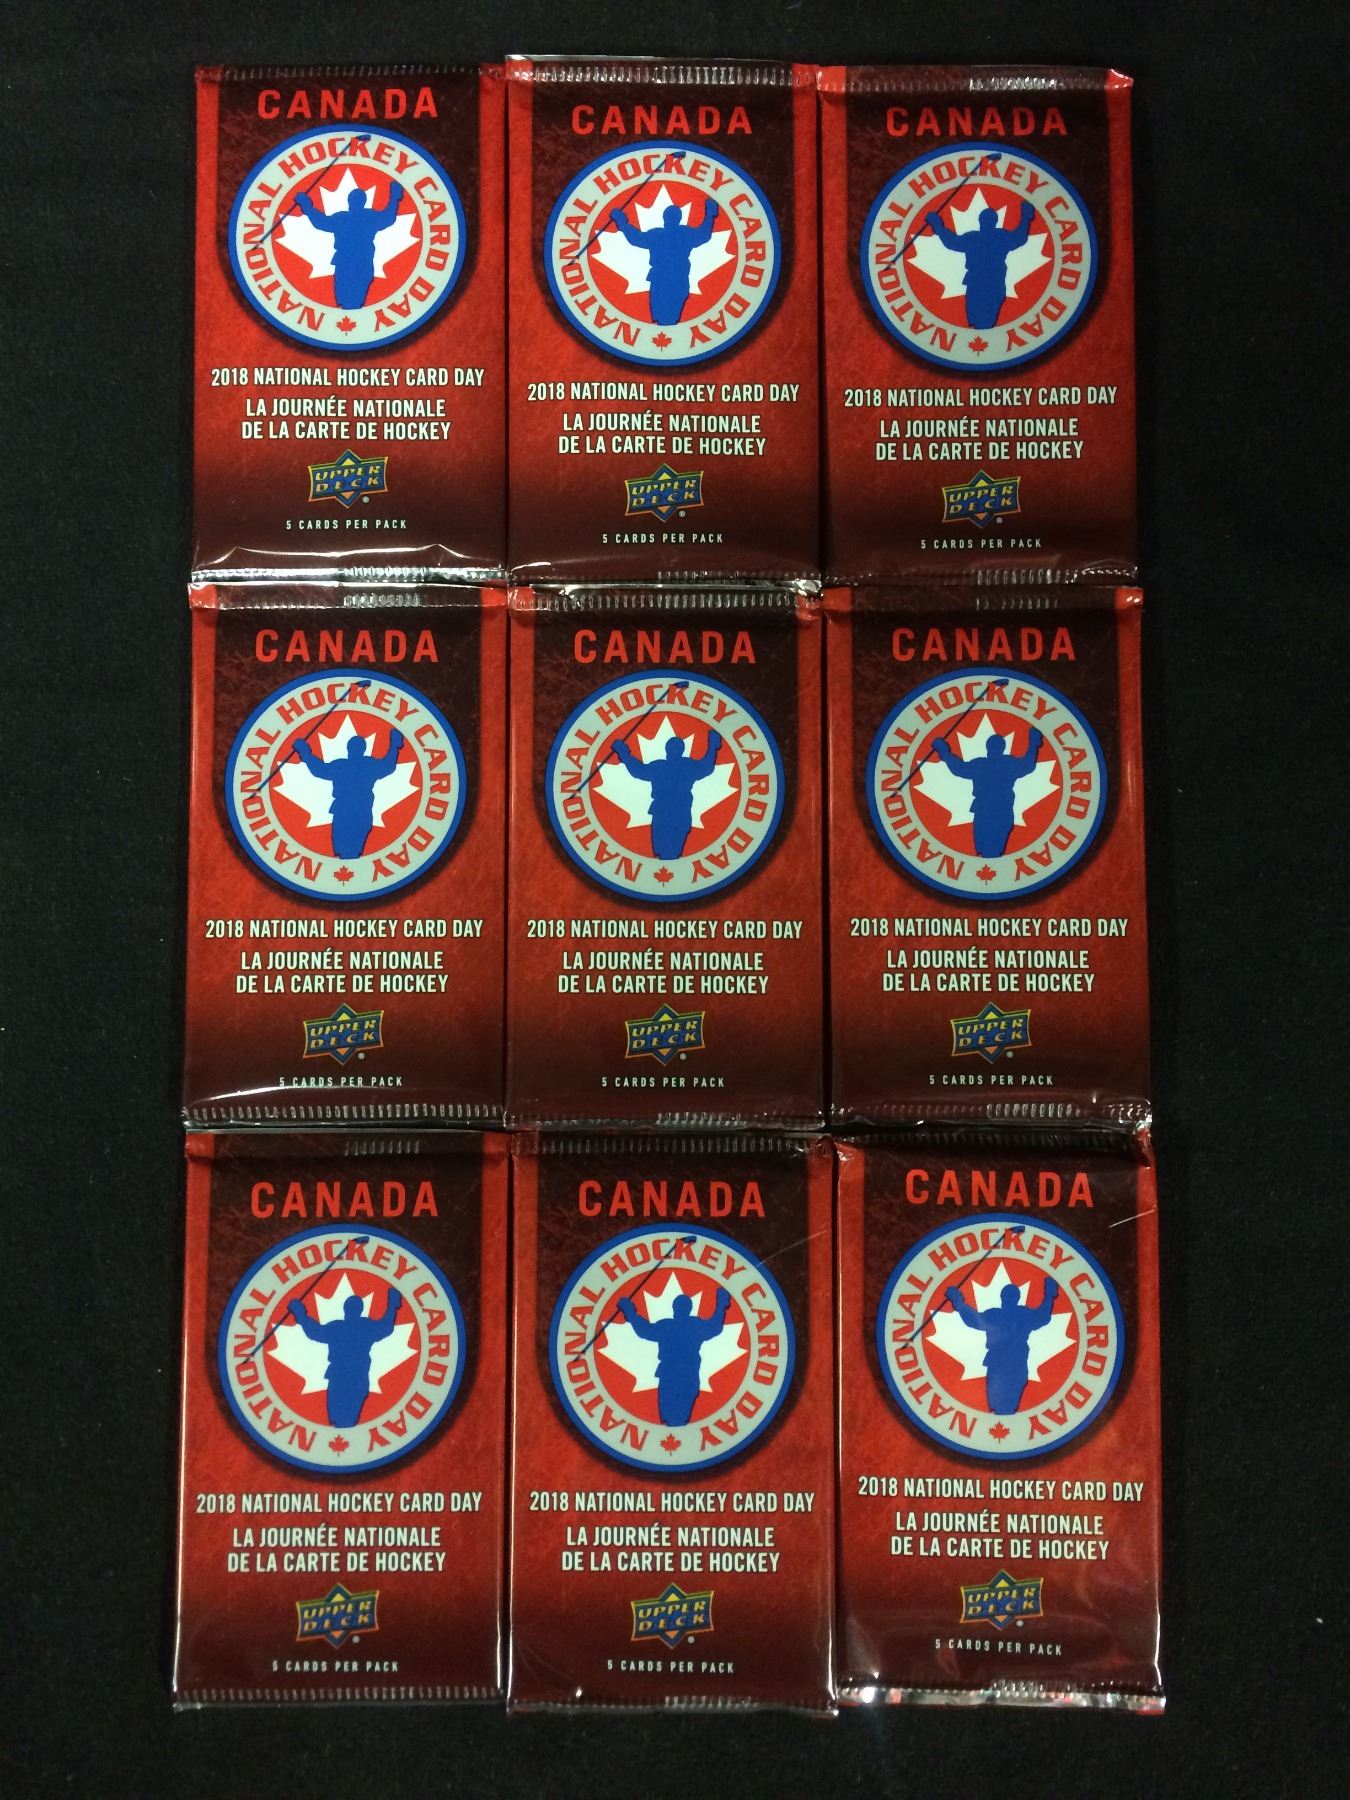 CANADA
NATIONAL HOCKEY CARD DAY
2018 NATIONAL HOCKEY CARD DAY
LA JOURNÉE NATIONALE
DE LA CARTE DE HOCKEY
UPPER
DECK
5 CARDS PER PACK
CANADA
NATIONAL HOCKEY CARD DAY
2018 NATIONAL HOCKEY CARD DAY
LA JOURNÉE NATIONALE
DE LA CARTE DE HOCKEY
UPPER
DECK
5 CARDS PER PACK
CANADA
NATIONAL HOCKEY CARD DAY
2018 NATIONAL HOCKEY CARD DAY
LA JOURNÉE NATIONALE
DE LA CARTE DE HOCKEY
UPPER
DECK
5 CARDS PER PACK
CANADA
NATIONAL HOCKEY CARD DAY
2018 NATIONAL HOCKEY CARD DAY
LA JOURNÉE NATIONALE
DE LA CARTE DE HOCKEY
UPPER
DECK
5 CARDS PER PACK
CANADA
NATIONAL HOCKEY CARD DAY
2018 NATIONAL HOCKEY CARD DAY
LA JOURNÉE NATIONALE
DE LA CARTE DE HOCKEY
UPPER
DECK
5 CARDS PER PACK
CANADA
NATIONAL HOCKEY CARD DAY
2018 NATIONAL HOCKEY CARD DAY
LA JOURNÉE NATIONALE
DE LA CARTE DE HOCKEY
UPPER
DECK
5 CARDS PER PACK
CANADA
NATIONAL HOCKEY CARD DAY
2018 NATIONAL HOCKEY CARD DAY
LA JOURNÉE NATIONALE
DE LA CARTE DE HOCKEY
UPPER
DECK
5 CARDS PER PACK
CANADA
NATIONAL HOCKEY CARD DAY
2018 NATIONAL HOCKEY CARD DAY
LA JOURNÉE NATIONALE
DE LA CARTE DE HOCKEY
UPPER
DECK
5 CARDS PER PACK
CANADA
NATIONAL HOCKEY CARD DAY
2018 NATIONAL HOCKEY CARD DAY
LA JOURNÉE NATIONALE
DE LA CARTE DE HOCKEY
UPPER
DECK
5 CARDS PER PACK